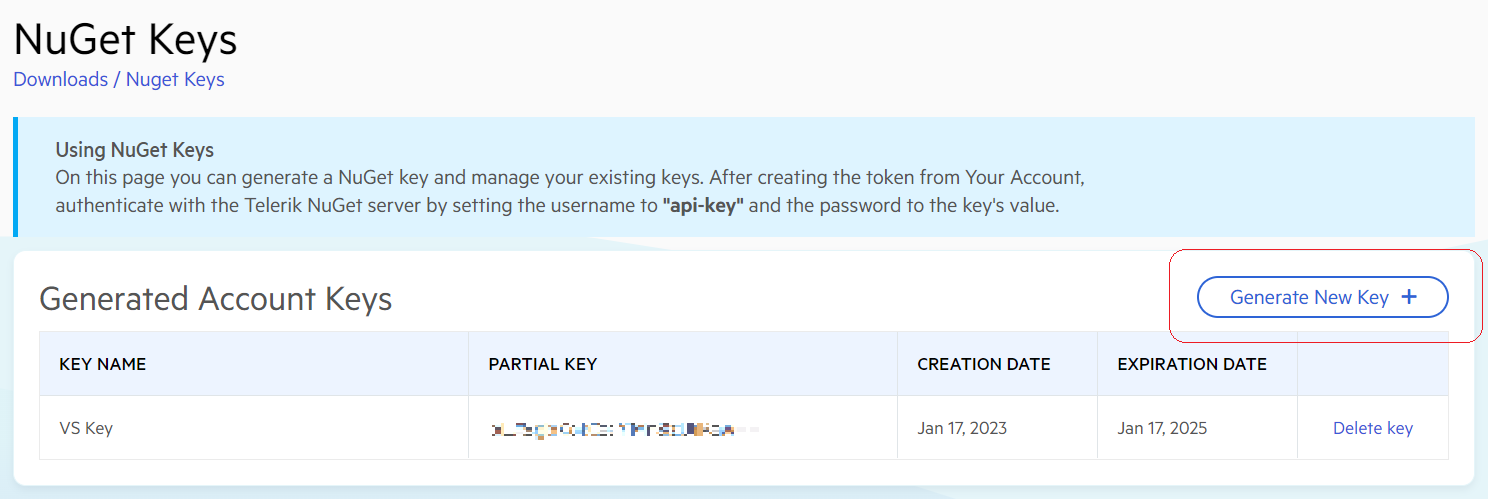 NuGet Keys
Downloads / Nuget Keys
Using NuGet Keys
On this page you can generate a NuGet key and manage your existing keys. After creating the token from Your Account,
authenticate with the Telerik NuGet server by setting the username to "api-key" and the password to the key's value.
Generated Account Keys
Generate New Key +
KEY NAME PARTIAL KEY CREATION DATE EXPIRATION DATE
VS Key Jan 17, 2023 Jan 17, 2025 Delete key